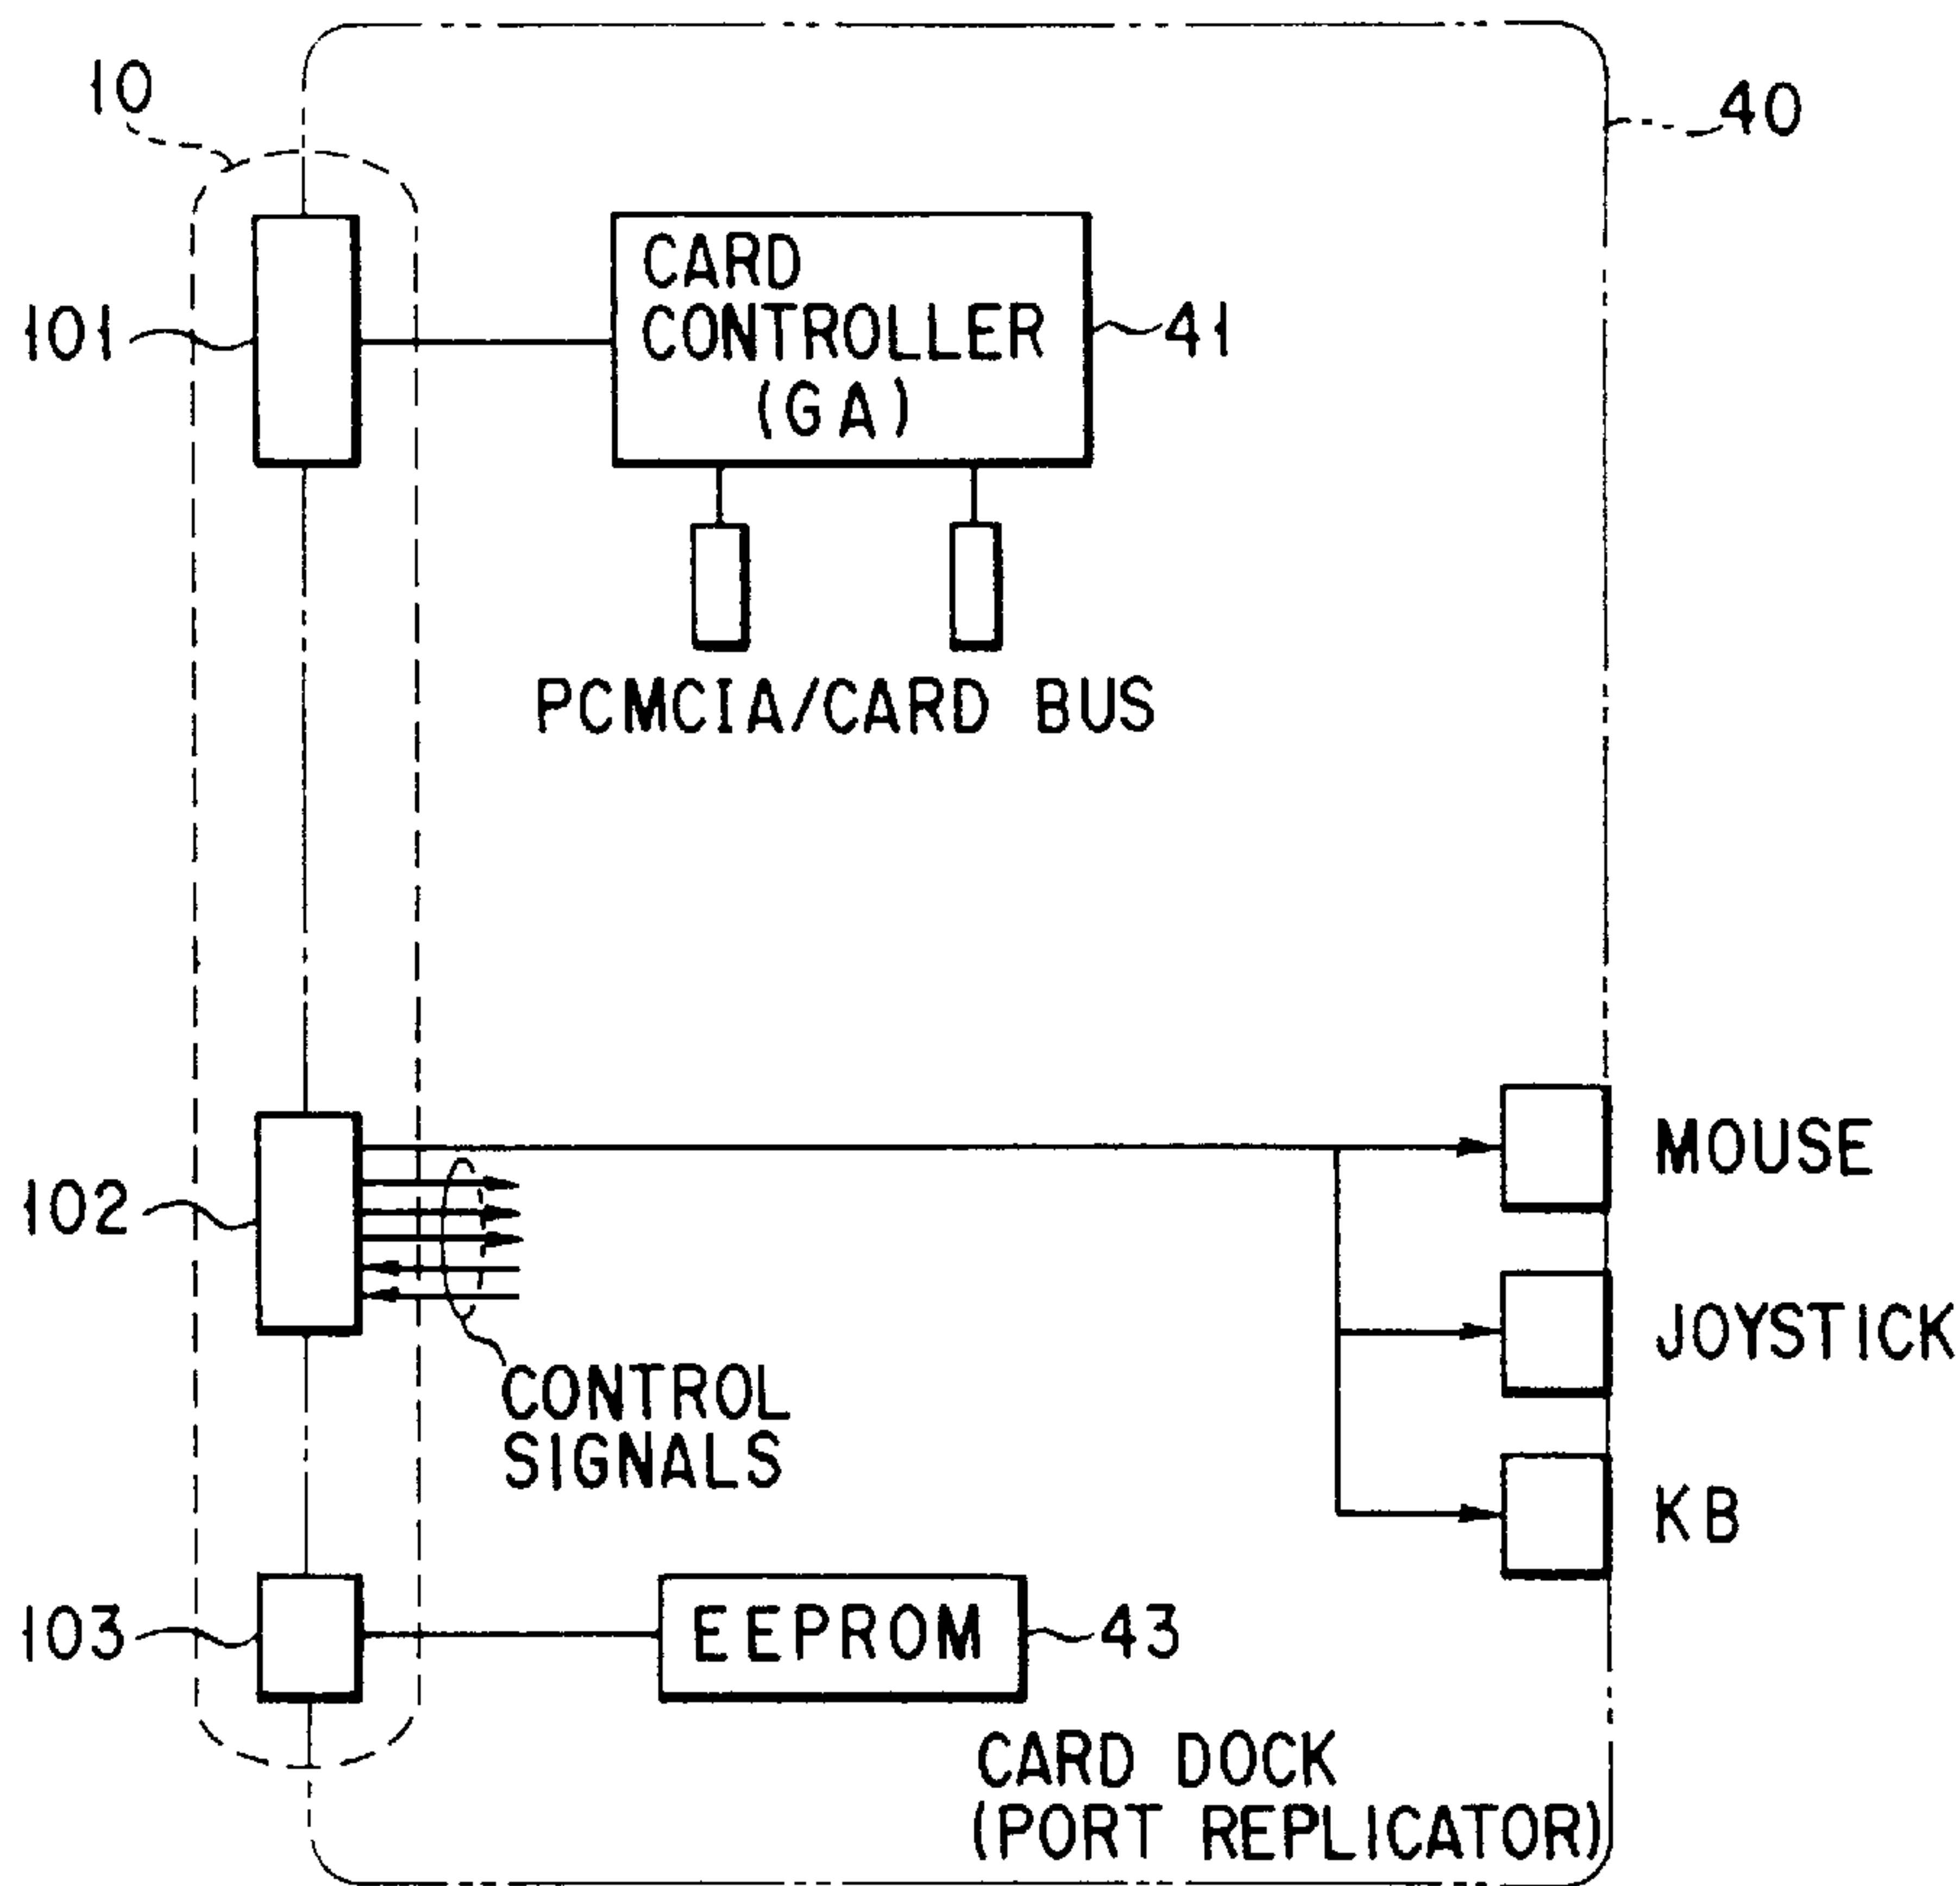 10
40
101
CARD
CONTROLLER
(GA)
41
PCMCIA/CARD BUS
102
MOUSE
JOYSTICK
KB
CONTROL
SIGNALS
103
EEPROM
43
CARD DOCK
(PORT REPLICATOR)